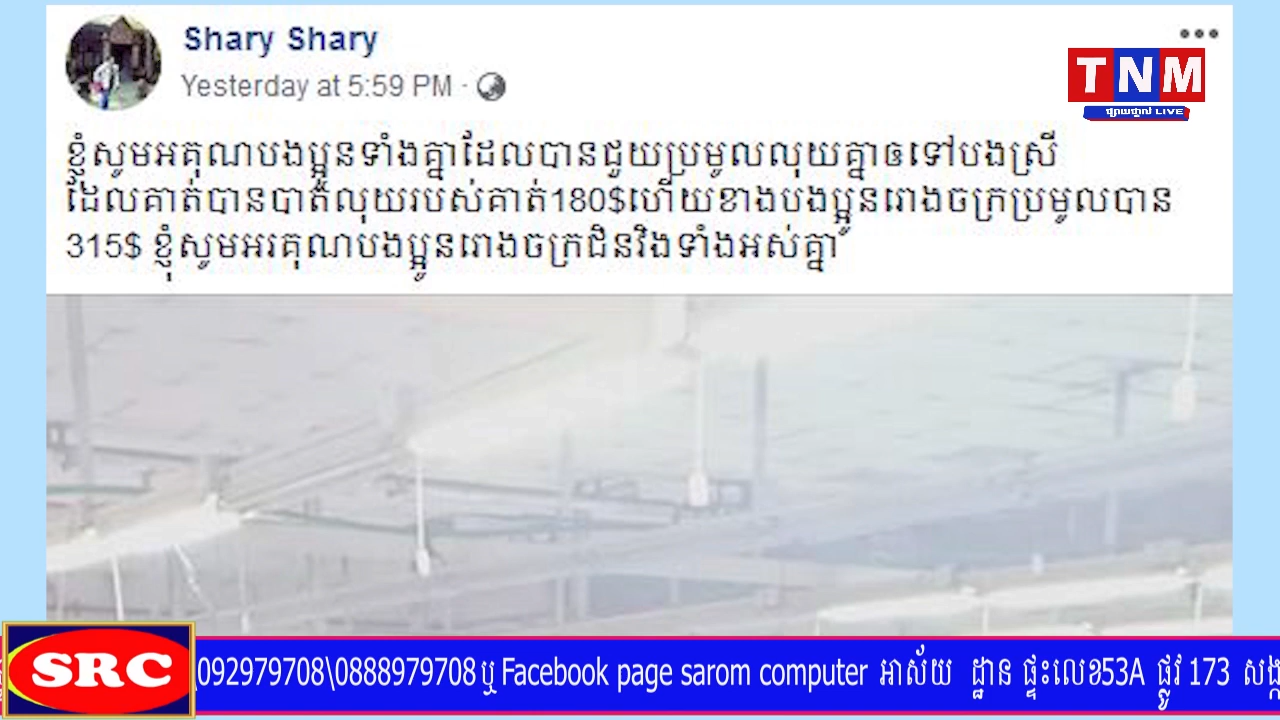 Shary Shary
Yesterday at 5:59 PM
TNM
ផ្សាយផ្ទាល់ LIVE
ខ្ញុំសូមអគុណបងប្អូនទាំងគ្នាដែលបានជួយប្រមូលលុយគ្នាឲទៅបងស្រី
ដែលគាត់បានបាត់លុយរបស់គាត់180$ហើយខាងបងប្អូនរោងចក្រប្រមូលបាន
315$ ខ្ញុំសូមអរគុណបងប្អូនរោងចក្រជិនវិងទាំងអស់គ្នា
SRC
\092979708\0888979708 ឬ Facebook page sarom computer អាស័យ ដ្ឋាន ផ្ទះលេខ53A ផ្លូវ 173